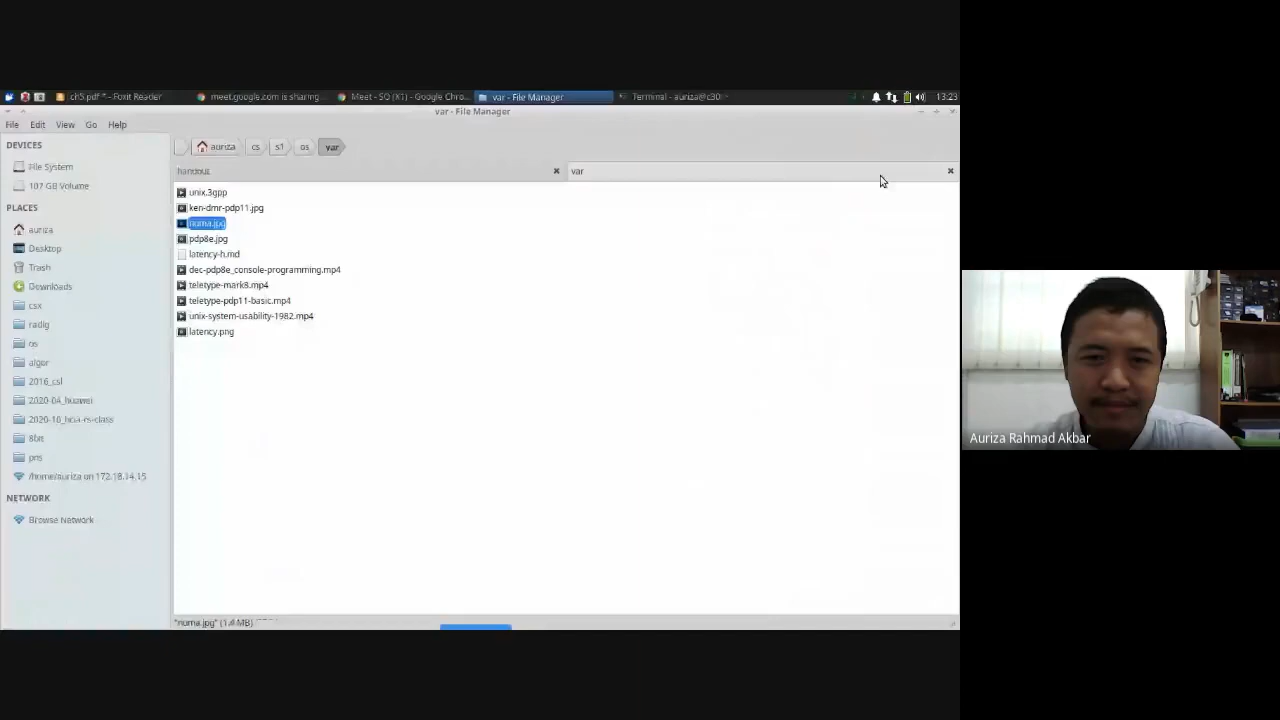 ch5.pdf * - Foxit Reader
meet.google.com is sharing
Meet - SO (K1) - Google Chro...
var - File Manager
Terminal - auriza@c30:~
13:23
var - File Manager
File Edit View Go Help
auriza cs s1 os var
handout
var
DEVICES
File System
107 GB Volume
PLACES
auriza
Desktop
Trash
Downloads
csx
radig
os
algor
2016_csl
2020-04_huawei
8bit
pns
/home/auriza on 172.18.14.15
NETWORK
Browse Network
unix.3gpp
ken-dmr-pdp11.jpg
numa.jpg
pdp8e.jpg
latency-h.md
dec-pdp8e_console-programming.mp4
teletype-mark8.mp4
teletype-pdp11-basic.mp4
unix-system-usability-1982.mp4
latency.png
"numa.jpg"
Auriza Rahmad Akbar